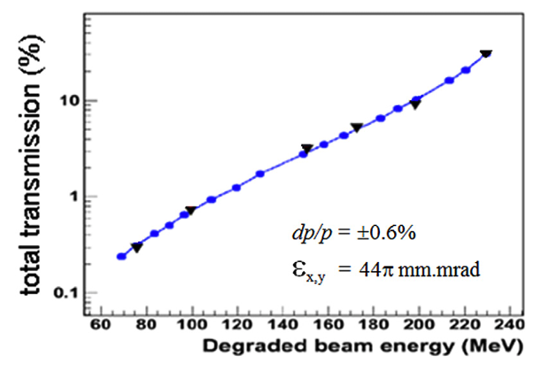 total transmission (%)
10
1
0.1
dp/p = ±0.6%
εx,y = 44π mm.mrad
60 80 100 120 140 160 180 200 220 240
Degraded beam energy (MeV)